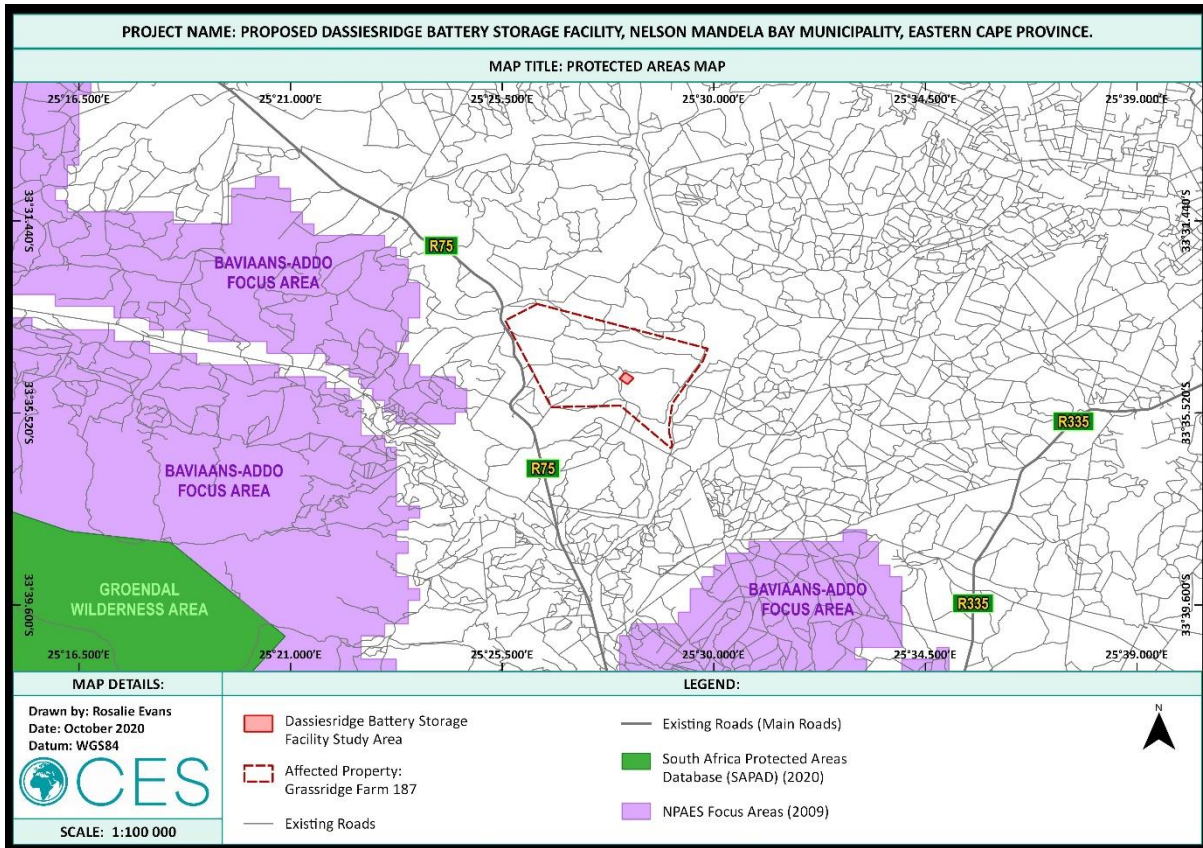 PROJECT NAME: PROPOSED DASSIESRIDGE BATTERY STORAGE FACILITY, NELSON MANDELA BAY MUNICIPALITY, EASTERN CAPE PROVINCE.
MAP TITLE: PROTECTED AREAS MAP
25°16.500'E 25°21.000'E 25°25.500'E 25°30.000'E 25°34.500'E 25°39.000'E
33°31.440'S
33°31.440'S
R75
BAVIAANS-ADDO
FOCUS AREA
33°35.520'S
33°35.520'S
R335
R75
BAVIAANS-ADDO
FOCUS AREA
GROENDAL
WILDERNESS AREA
33°39.600'S
BAVIAANS-ADDO
FOCUS AREA
R335
33°39.600'S
25°16.500'E 25°21.000'E 25°25.500'E 25°30.000'E 25°34.500'E 25°39.000'E
MAP DETAILS:
Drawn by: Rosalie Evans
Date: October 2020
Datum: WGS84
CES
SCALE: 1:100 000
LEGEND:
Dassiesridge Battery Storage
Facility Study Area
Affected Property:
Grassridge Farm 187
Existing Roads
Existing Roads (Main Roads)
South Africa Protected Areas
Database (SAPAD) (2020)
NPAES Focus Areas (2009)
N